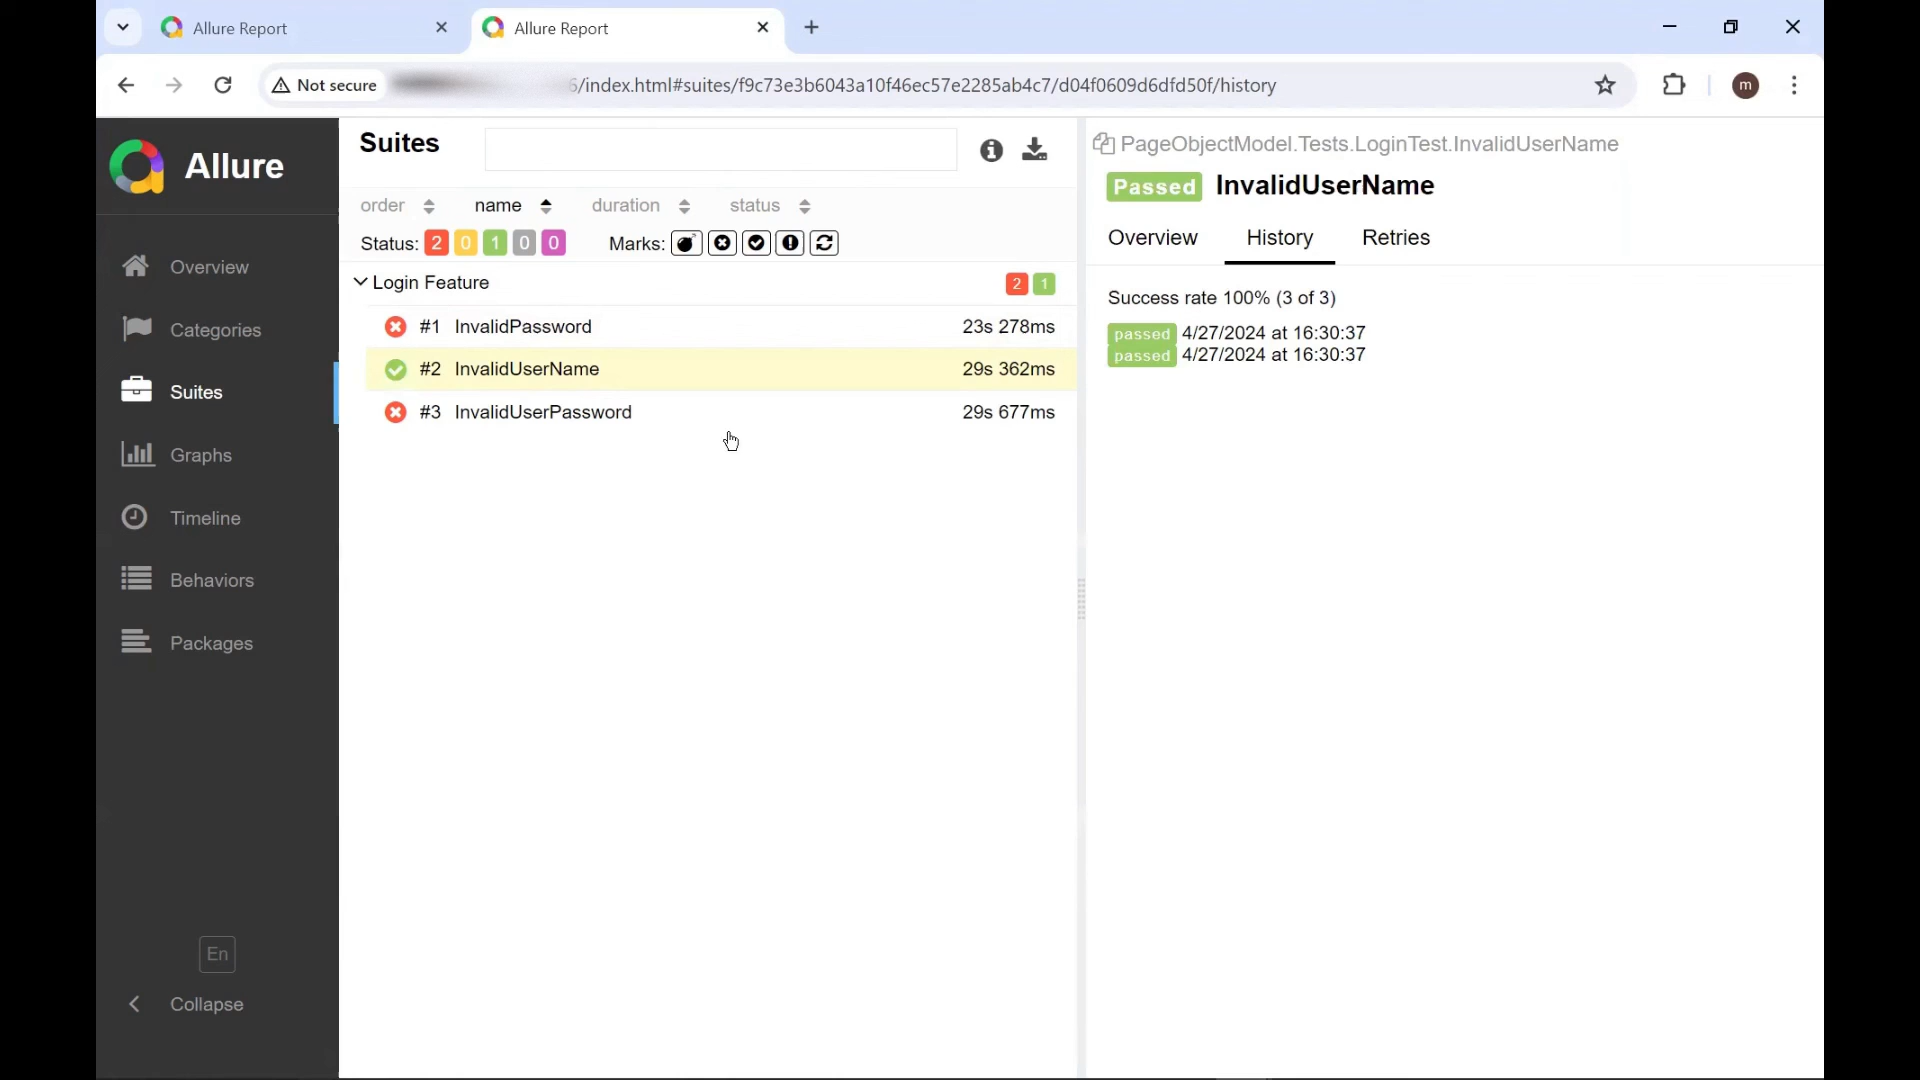 Allure Report
Allure Report
Not secure
/index.html#suites/f9c73e3b6043a10f46ec57e2285ab4c7/d04f0609d6dfd50f/history
m
Allure
Overview
Categories
Suites
Graphs
Timeline
Behaviors
Packages
En
Collapse
Suites
order name duration status
Status: 2 0 1 0 0 Marks:
Login Feature 2 1
#1 InvalidPassword 23s 278ms
#2 InvalidUserName 29s 362ms
#3 InvalidUserPassword 29s 677ms
PageObjectModel.Tests.LoginTest.InvalidUserName
Passed InvalidUserName
Overview History Retries
Success rate 100% (3 of 3)
passed 4/27/2024 at 16:30:37
passed 4/27/2024 at 16:30:37